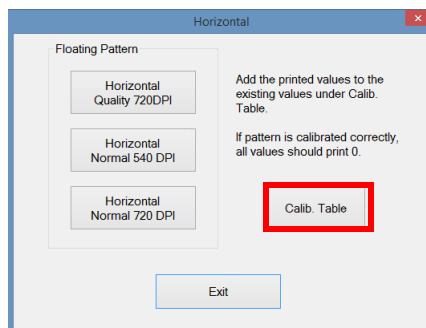 Horizontal
×
Floating Pattern
Horizontal
Quality 720DPI
Horizontal
Normal 540 DPI
Horizontal
Normal 720 DPI
Add the printed values to the
existing values under Calib.
Table.
If pattern is calibrated correctly,
all values should print 0.
Calib. Table
Exit